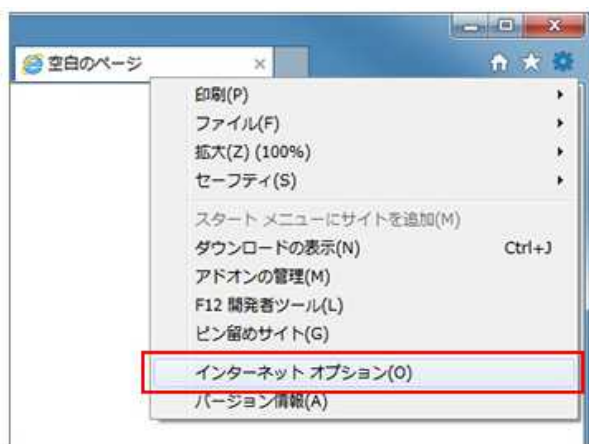 空白のページ
印刷(P)
ファイル(F)
拡大(Z) (100%)
セーフティ(S)
スタート メニューにサイトを追加(M)
ダウンロードの表示(N) Ctrl+J
アドオンの管理(M)
F12 開発者ツール(L)
ピン留めサイト(G)
インターネット オプション(O)
バージョン情報(A)